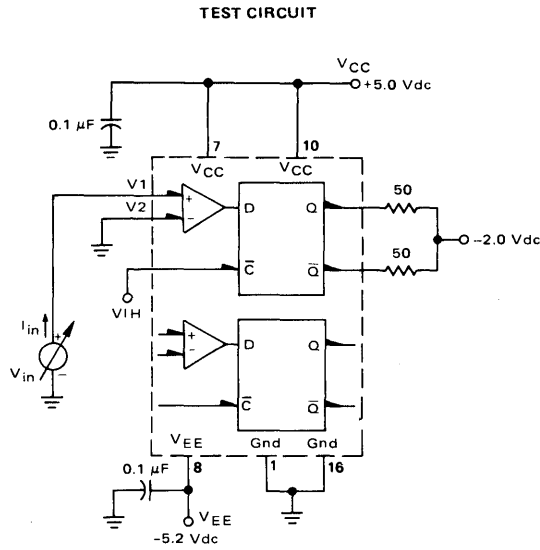 TEST CIRCUIT
VCC
+5.0 Vdc
0.1 µF
7
10
VCC
VCC
V1
V2
+
-
D
Q
50
-2.0 Vdc
C̅
Q̅
50
VIH
Iin
+
Vin
-
+
-
D
Q
C̅
Q̅
VEE
Gnd
Gnd
8
1
16
0.1 µF
VEE
-5.2 Vdc